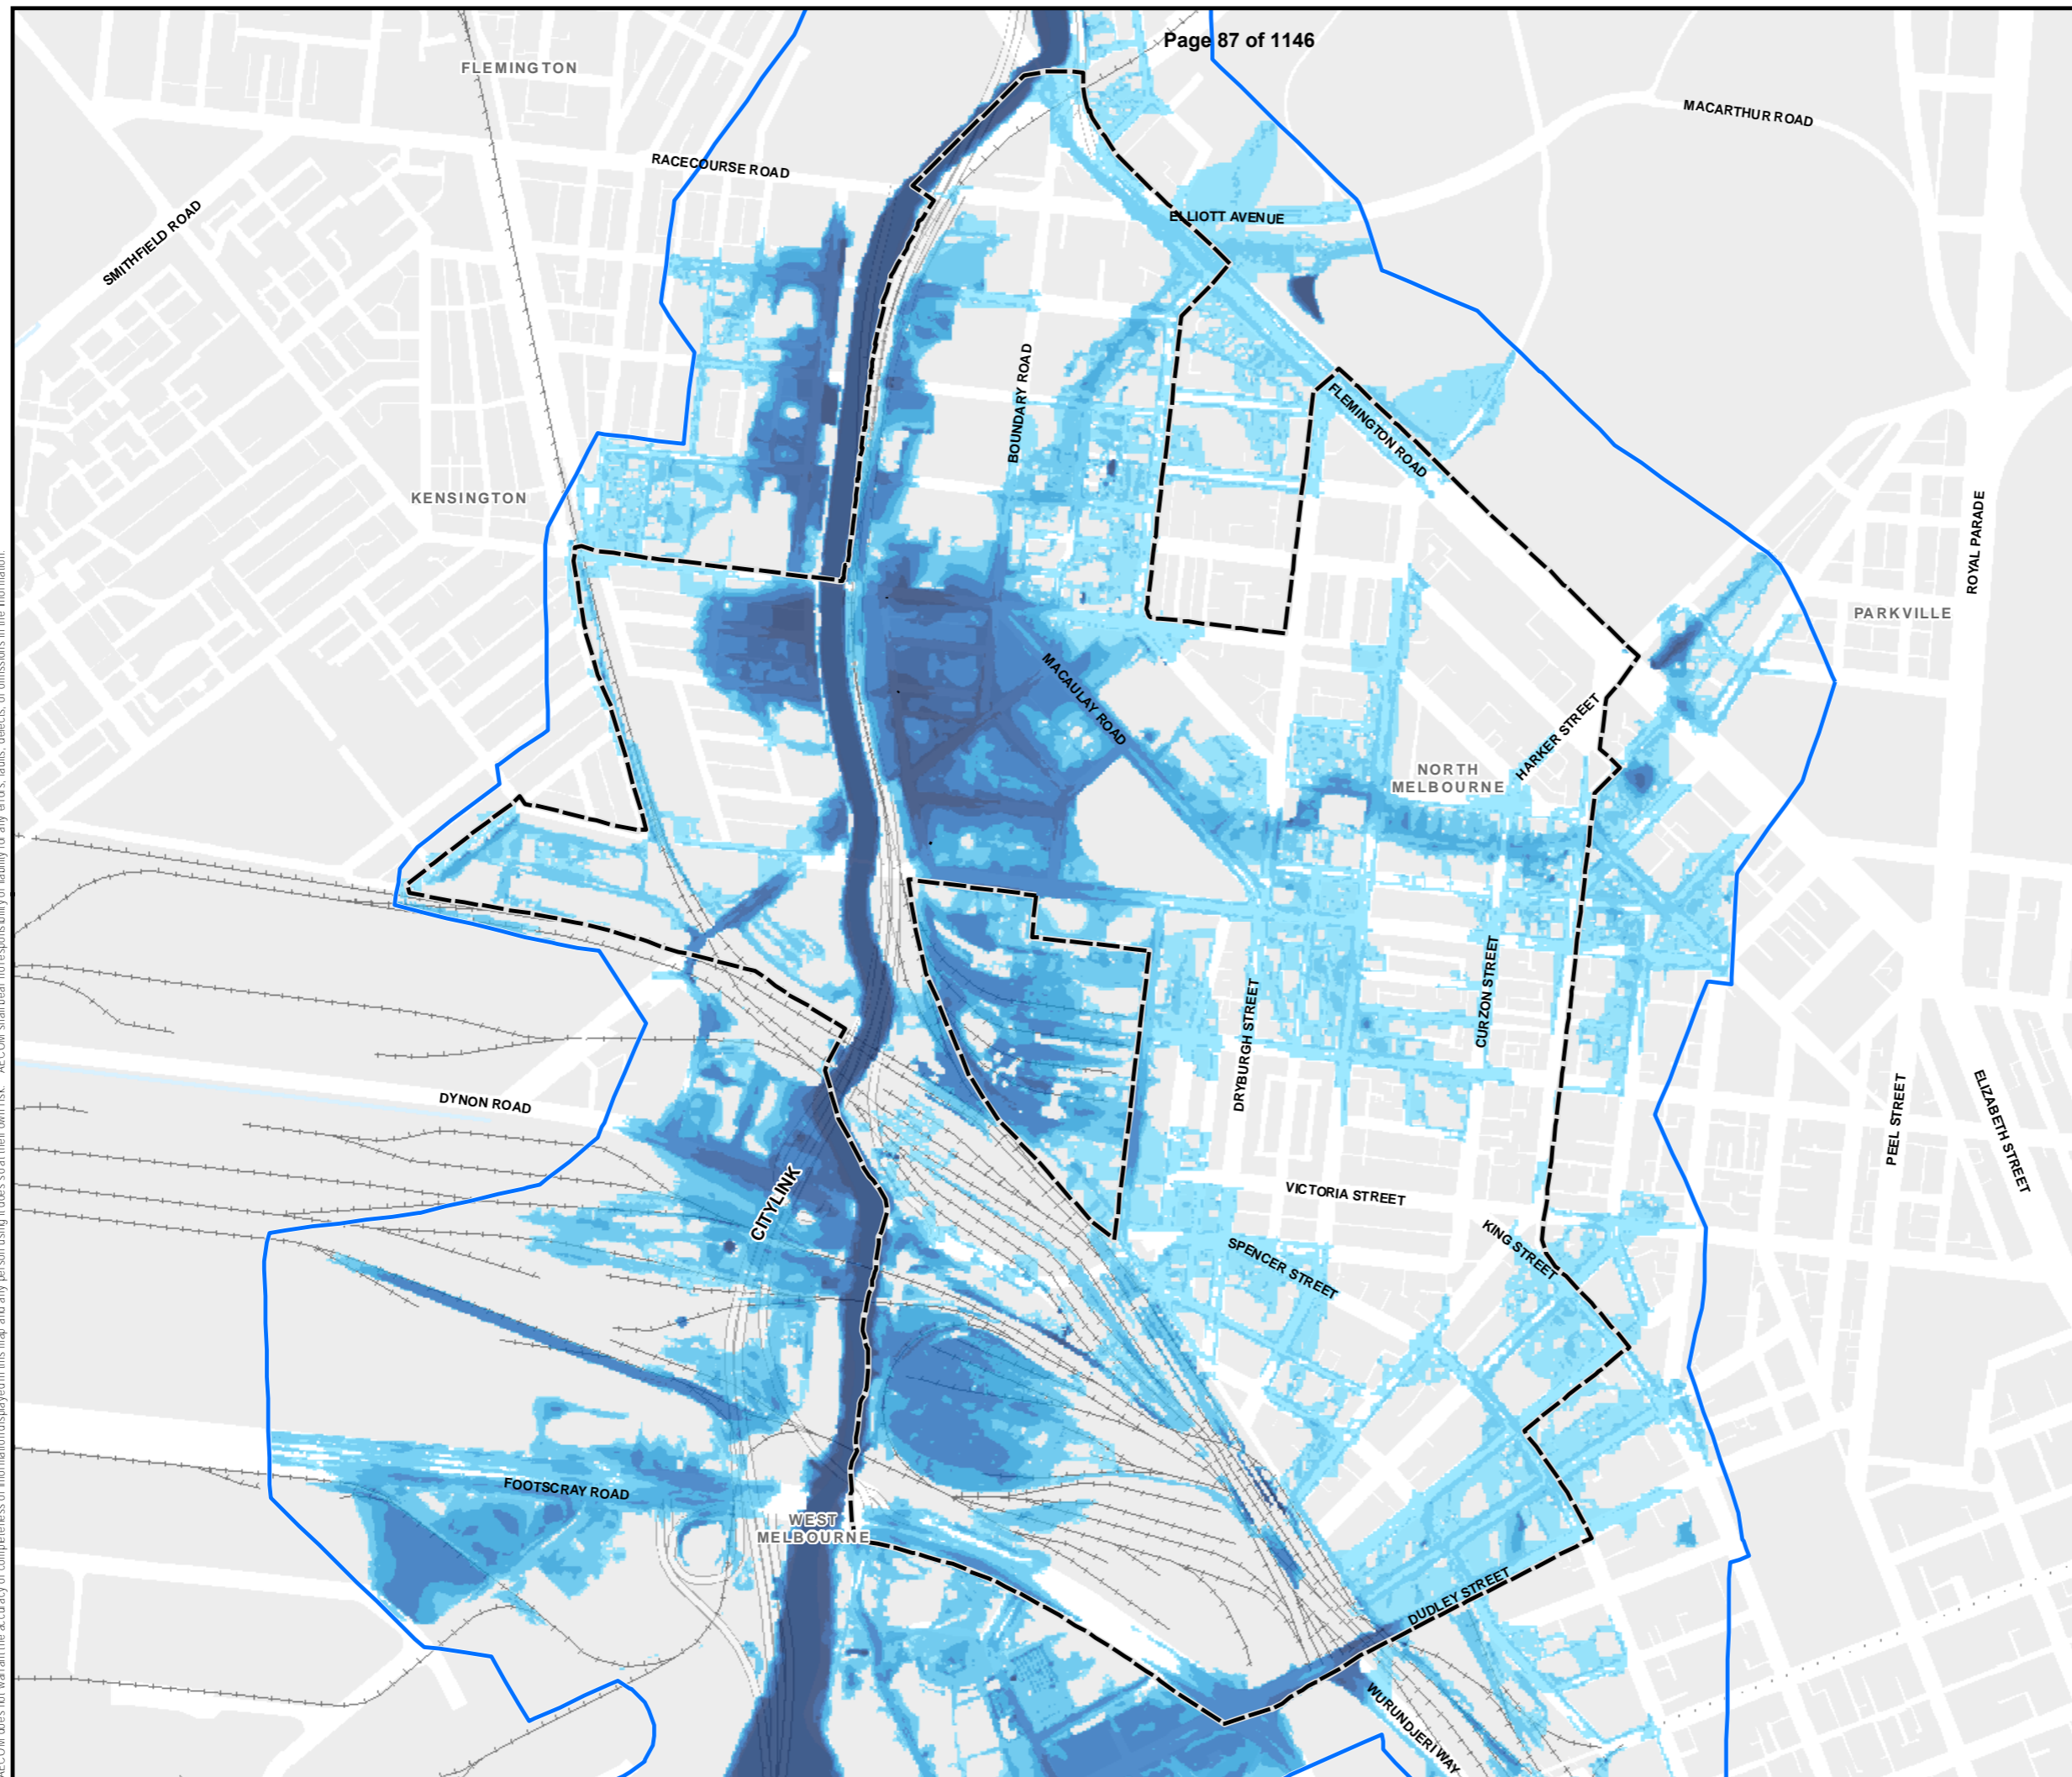 Page 87 of 1146
FLEMINGTON
MACARTHUR ROAD
RACECOURSE ROAD
SMITHFIELD ROAD
ELLIOTT AVENUE
BOUNDARY ROAD
FLEMINGTON ROAD
KENSINGTON
ROYAL PARADE
PARKVILLE
MACAULAY ROAD
HARKER STREET
NORTH
MELBOURNE
CURZON STREET
DRYBURGH STREET
PEEL STREET
ELIZABETH STREET
DYNON ROAD
CITYLINK
VICTORIA STREET
KING STREET
SPENCER STREET
FOOTSCRAY ROAD
WEST
MELBOURNE
DUDLEY STREET
WURUNDJERI WAY